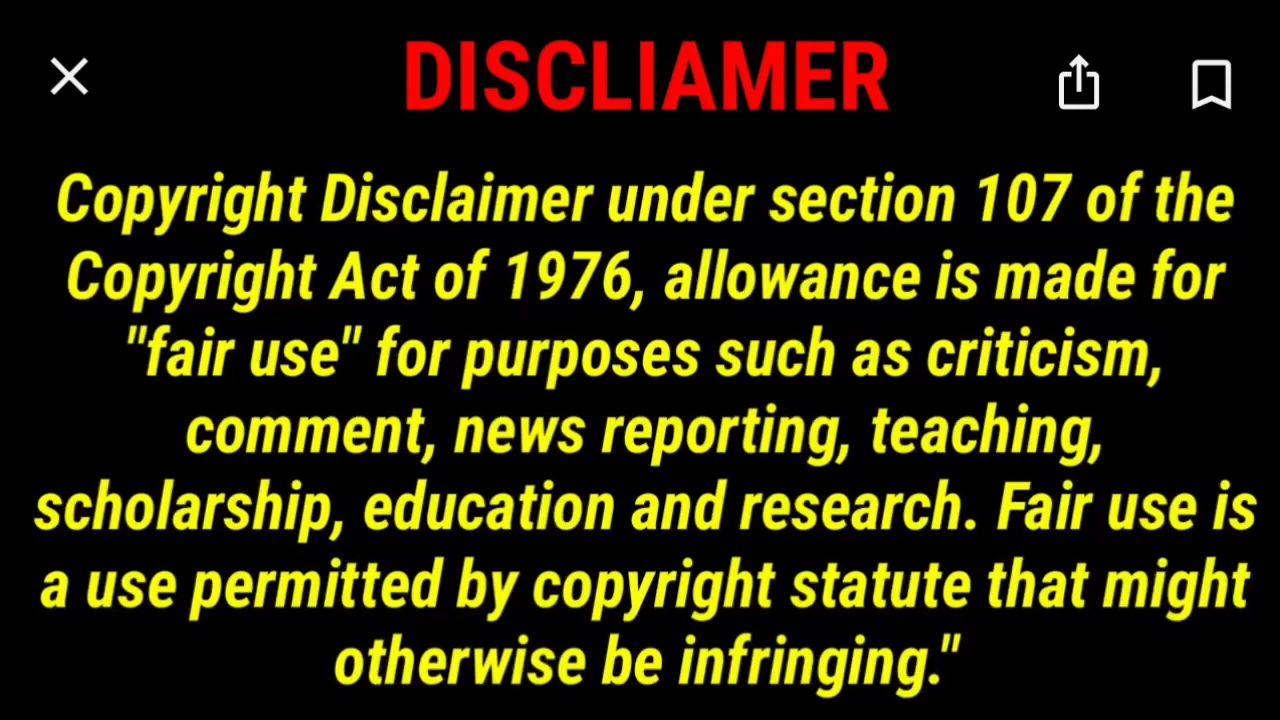 DISCLIAMER
Copyright Disclaimer under section 107 of the
Copyright Act of 1976, allowance is made for
"fair use" for purposes such as criticism,
comment, news reporting, teaching,
scholarship, education and research. Fair use is
a use permitted by copyright statute that might
otherwise be infringing."